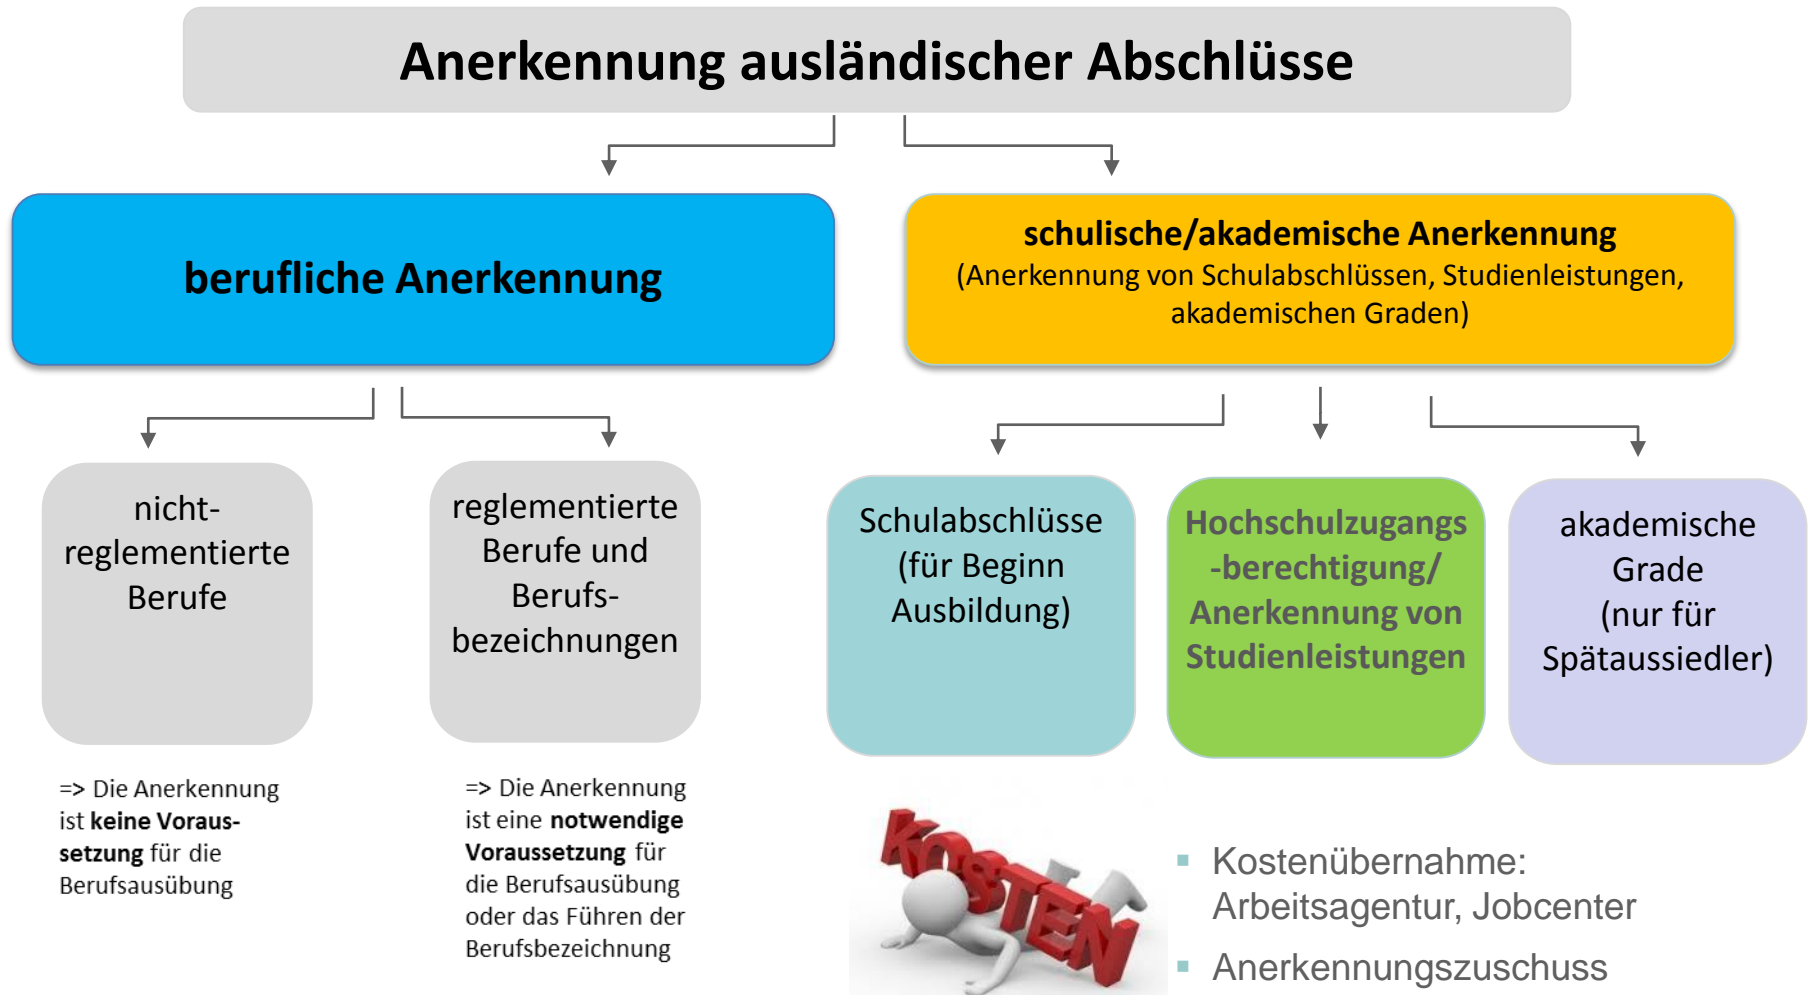 Anerkennung ausländischer Abschlüsse
berufliche Anerkennung
schulische/akademische Anerkennung
(Anerkennung von Schulabschlüssen, Studienleistungen,
akademischen Graden)
nicht-
reglementierte
Berufe
reglementierte
Berufe und
Berufs-
bezeichnungen
Schulabschlüsse
(für Beginn
Ausbildung)
Hochschulzugangs
-berechtigung/
Anerkennung von
Studienleistungen
akademische
Grade
(nur für
Spätaussiedler)
=> Die Anerkennung
ist keine Voraus-
setzung für die
Berufsausübung
=> Die Anerkennung
ist eine notwendige
Voraussetzung für
die Berufsausübung
oder das Führen der
Berufsbezeichnung
KOSTEN
▪ Kostenübernahme:
Arbeitsagentur, Jobcenter
▪ Anerkennungszuschuss